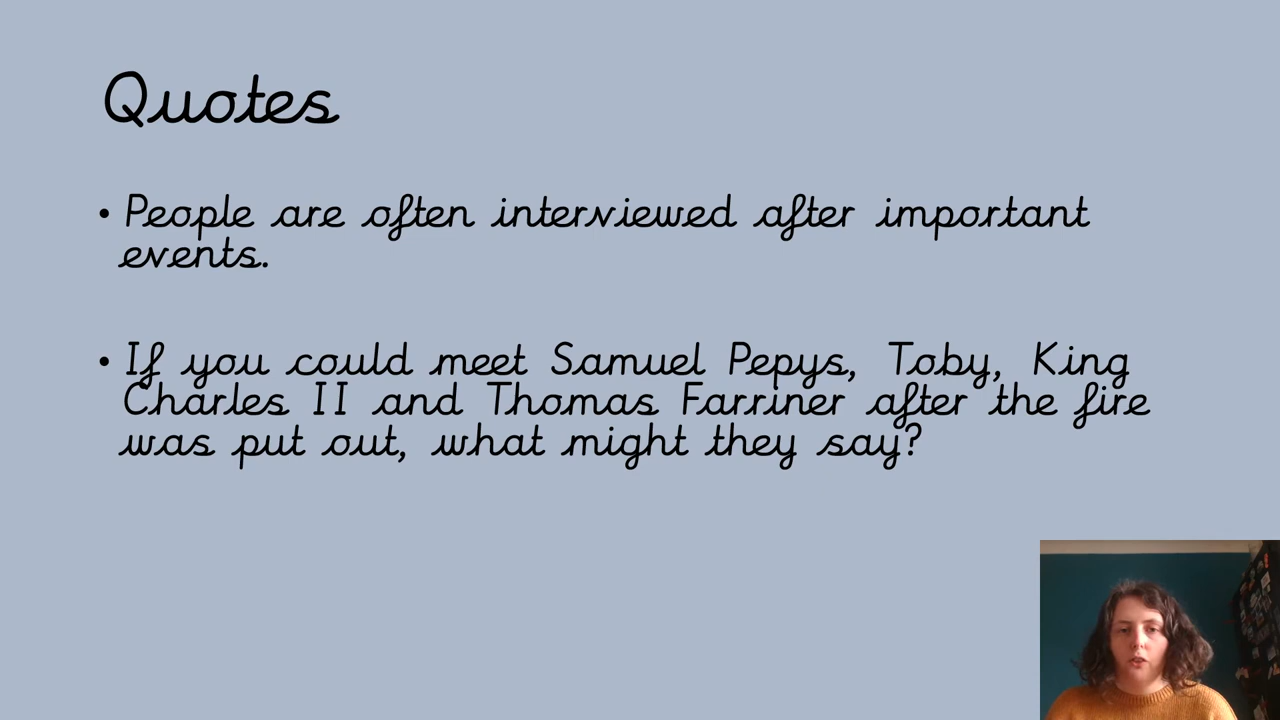 Quotes
• People are often interviewed after important
events.
• If you could meet Samuel Pepys, Toby, King
Charles II and Thomas Farriner after the fire
was put out, what might they say?